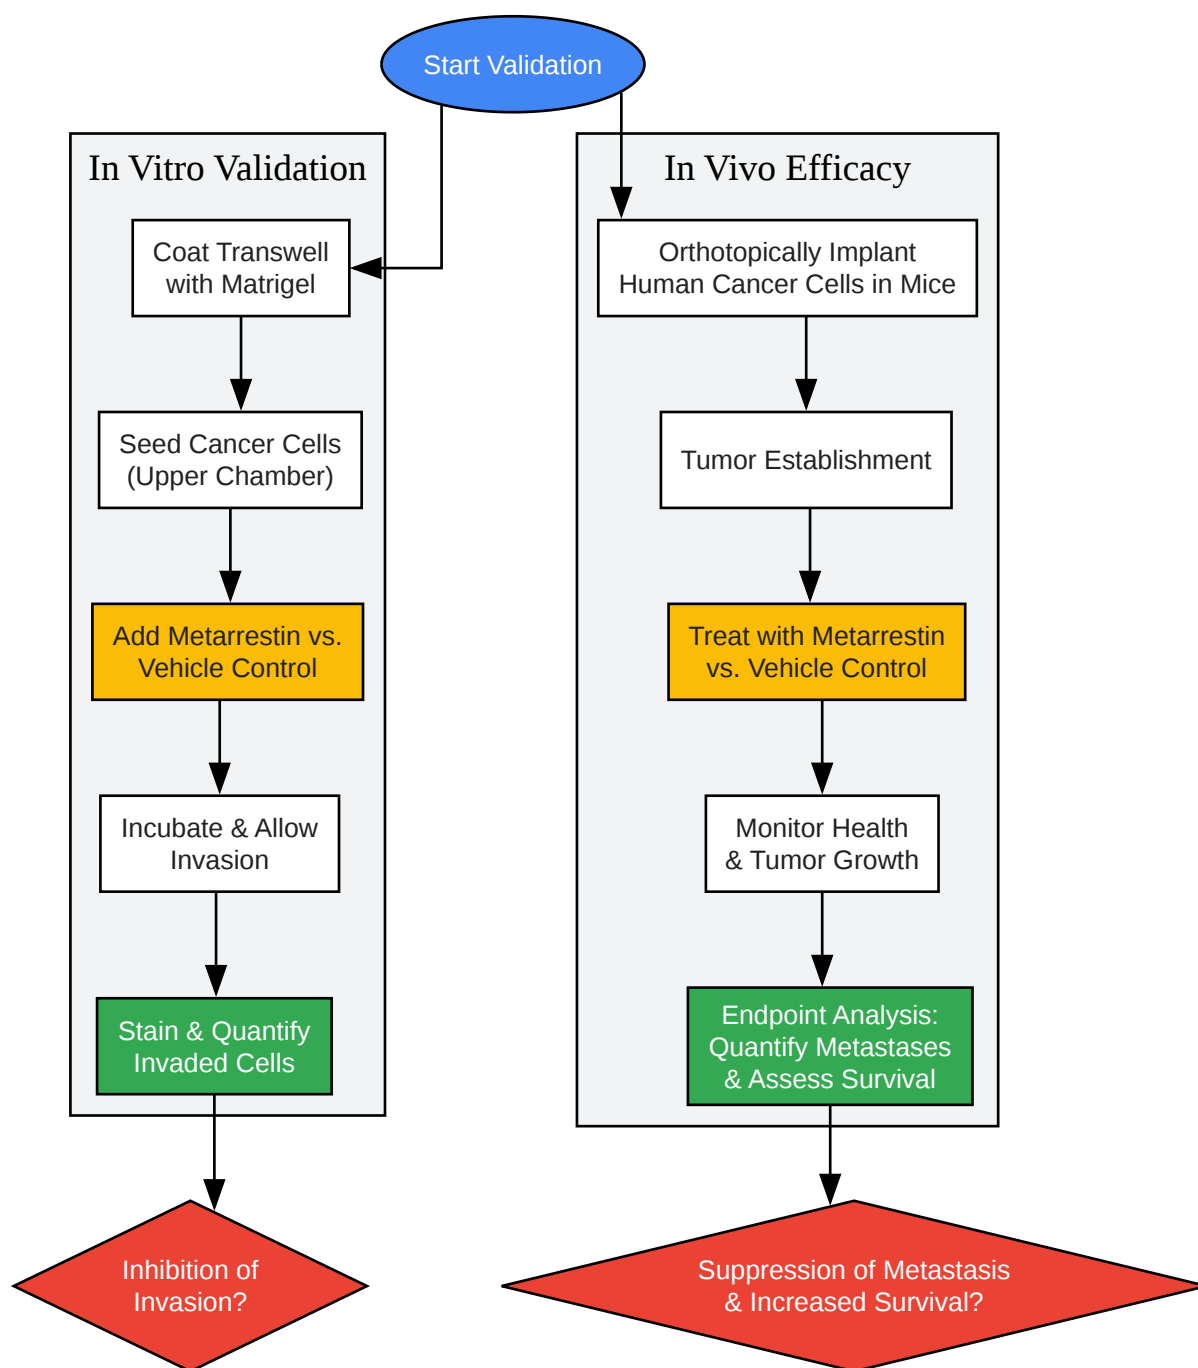 Start Validation
In Vitro Validation
Coat Transwell
with Matrigel
Seed Cancer Cells
(Upper Chamber)
Add Metarrestin vs.
Vehicle Control
Incubate & Allow
Invasion
Stain & Quantify
Invaded Cells
Inhibition of
Invasion?
In Vivo Efficacy
Orthotopically Implant
Human Cancer Cells in Mice
Tumor Establishment
Treat with Metarrestin
vs. Vehicle Control
Monitor Health
& Tumor Growth
Endpoint Analysis:
Quantify Metastases
& Assess Survival
Suppression of Metastasis
& Increased Survival?